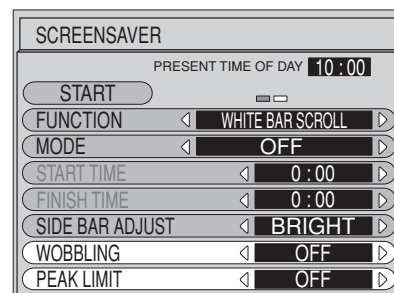 SCREENSAVER
PRESENT TIME OF DAY 10:00
START
FUNCTION WHITE BAR SCROLL
MODE OFF
START TIME 0:00
FINISH TIME 0:00
SIDE BAR ADJUST BRIGHT
WOBBLING OFF
PEAK LIMIT OFF